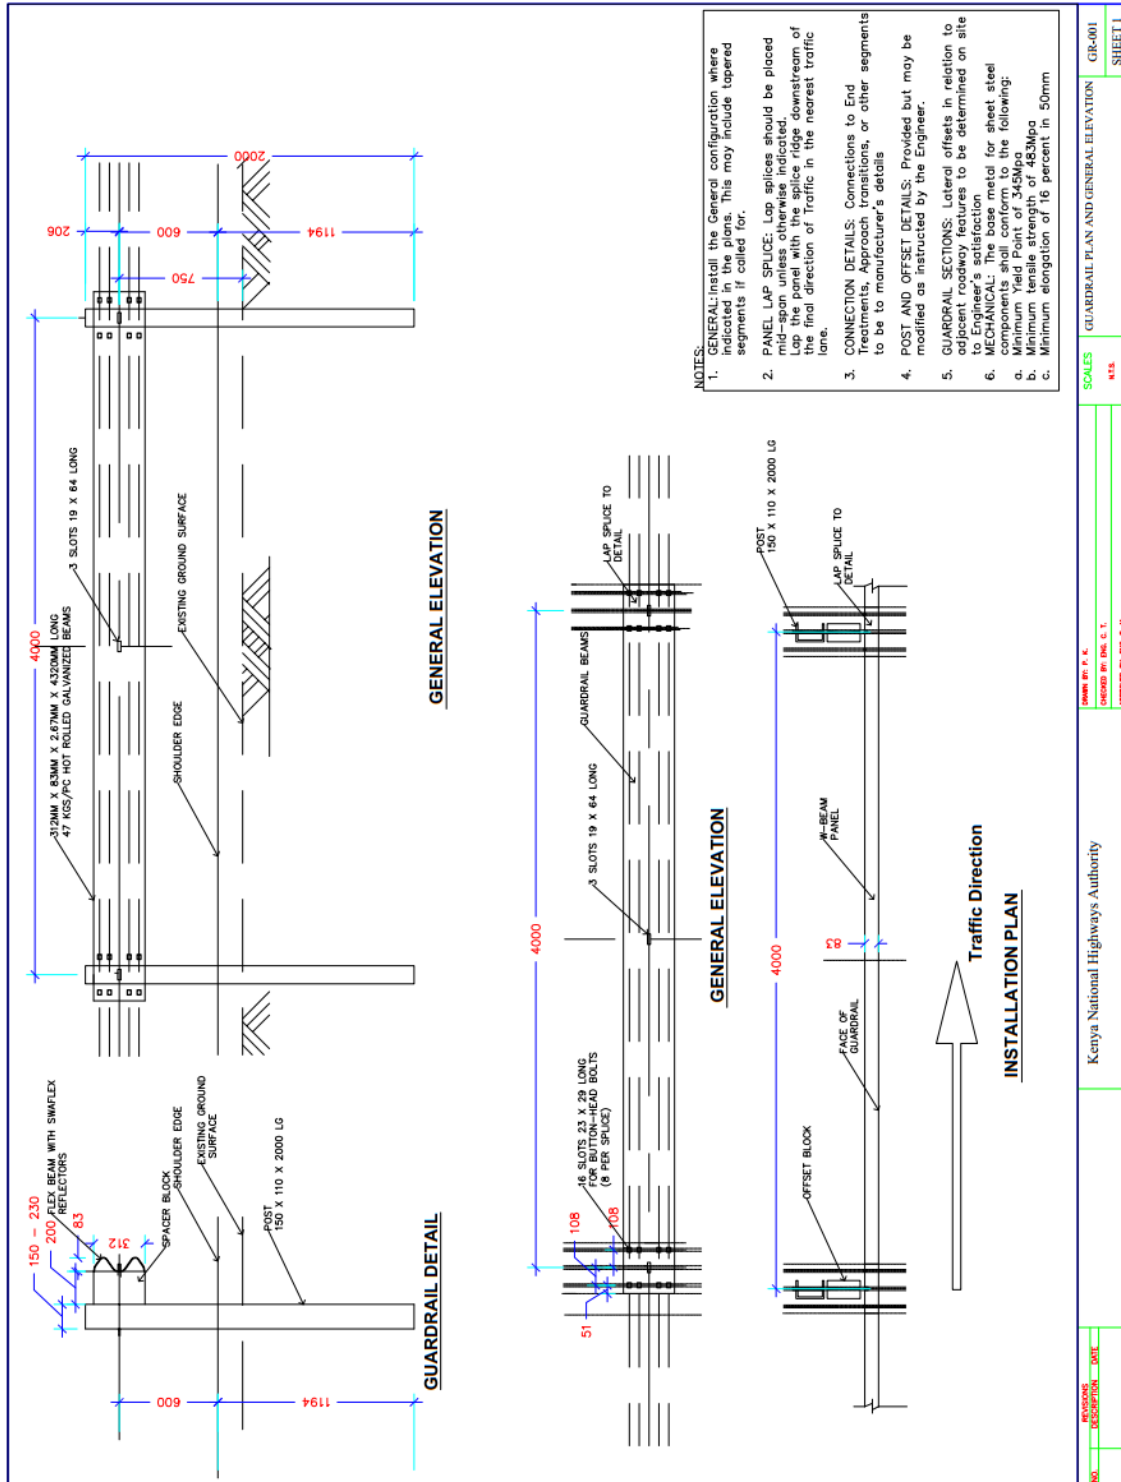 GUARDRAIL DETAIL
150 - 230
200
83
FLEX BEAM WITH SWAFLEX
REFLECTORS
312
SPACER BLOCK
SHOULDER EDGE
EXISTING GROUND
SURFACE
POST
150 X 110 X 2000 LG
600
1194
GENERAL ELEVATION
4000
312MM X 83MM X 2.67MM X 4320MM LONG
47 KGS/PC HOT ROLLED GALVANIZED BEAMS
3 SLOTS 19 X 64 LONG
SHOULDER EDGE
EXISTING GROUND SURFACE
206
600
750
1194
2000
GENERAL ELEVATION
4000
51
108
108
16 SLOTS 23 X 29 LONG
FOR BUTTON-HEAD BOLTS
(8 PER SPLICE)
3 SLOTS 19 X 64 LONG
GUARDRAIL BEAMS
LAP SPLICE TO
DETAIL
INSTALLATION PLAN
4000
OFFSET BLOCK
FACE OF
GUARDRAIL
83
W-BEAM
PANEL
POST
150 X 110 X 2000 LG
LAP SPLICE TO
DETAIL
Traffic Direction
NOTES:
1. GENERAL: Install the General configuration where
indicated in the plans. This may include tapered
segments if called for.
2. PANEL LAP SPLICE: Lap splices should be placed
mid-span unless otherwise indicated.
Lap the panel with the splice ridge downstream of
the final direction of Traffic in the nearest traffic
lane.
3. CONNECTION DETAILS: Connections to End
Treatments, Approach transitions, or other segments
to be to manufacturer's details
4. POST AND OFFSET DETAILS: Provided but may be
modified as instructed by the Engineer.
5. GUARDRAIL SECTIONS: Lateral offsets in relation to
adjacent roadway features to be determined on site
to Engineer's satisfaction
6. MECHANICAL: The base metal for sheet steel
components shall conform to the following:
a. Minimum Yield Point of 345Mpa
b. Minimum tensile strength of 483Mpa
c. Minimum elongation of 16 percent in 50mm
REVISIONS
NO.
DESCRIPTION
DATE
Kenya National Highways Authority
DRAWN BY: P. K.
CHECKED BY: ENG. G. T.
SCALES
N.T.S.
GUARDRAIL PLAN AND GENERAL ELEVATION
GR-001
SHEET 1